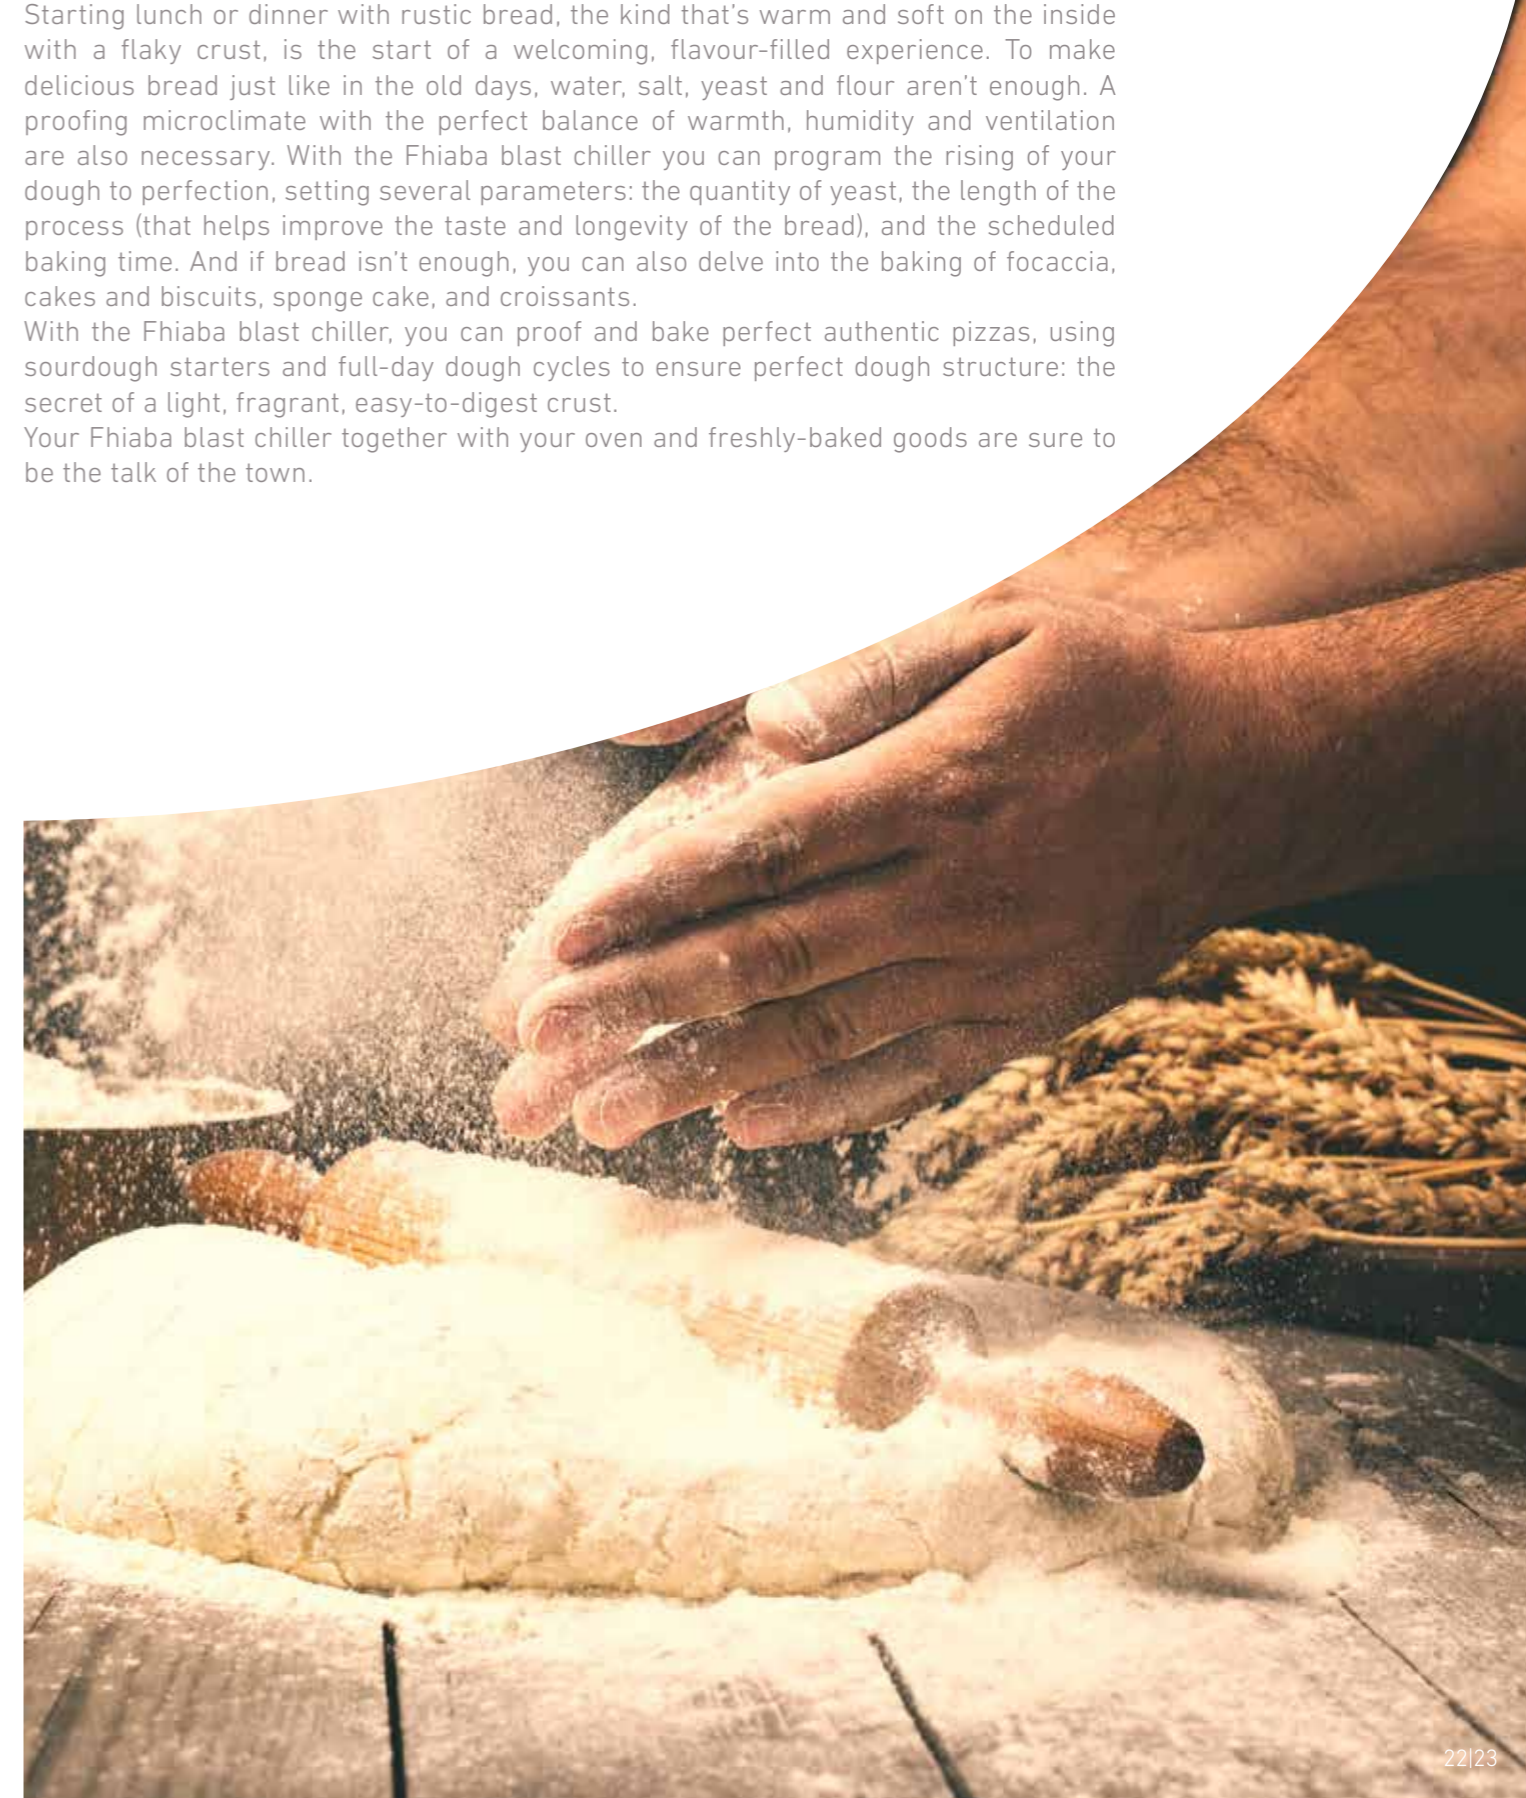 Starting lunch or dinner with rustic bread, the kind that's warm and soft on the inside
with a flaky crust, is the start of a welcoming, flavour-filled experience. To make
delicious bread just like in the old days, water, salt, yeast and flour aren't enough. A
proofing microclimate with the perfect balance of warmth, humidity and ventilation
are also necessary. With the Fhiaba blast chiller you can program the rising of your
dough to perfection, setting several parameters: the quantity of yeast, the length of the
process (that helps improve the taste and longevity of the bread), and the scheduled
baking time. And if bread isn't enough, you can also delve into the baking of focaccia,
cakes and biscuits, sponge cake, and croissants.
With the Fhiaba blast chiller, you can proof and bake perfect authentic pizzas, using
sourdough starters and full-day dough cycles to ensure perfect dough structure: the
secret of a light, fragrant, easy-to-digest crust.
Your Fhiaba blast chiller together with your oven and freshly-baked goods are sure to
be the talk of the town.
22|23